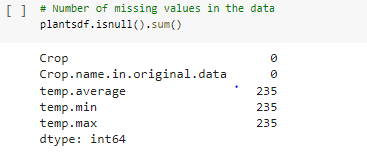 [ ] # Number of missing values in the data
plantsdf.isnull().sum()
Crop 0
Crop.name.in.original.data 0
temp.average 235
temp.min 235
temp.max 235
dtype: int64